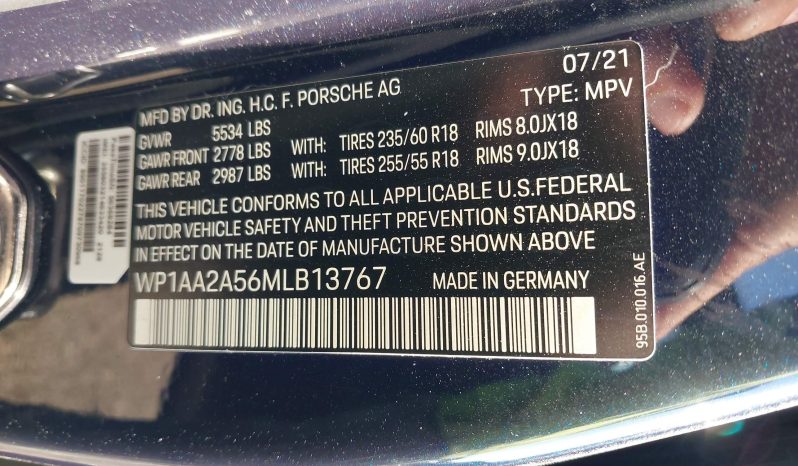 MFD BY DR. ING. H.C. F. PORSCHE AG 07/21
GVWR 5534 LBS TYPE: MPV
GAWR FRONT 2778 LBS WITH: TIRES 235/60 R18 RIMS 8.0JX18
GAWR REAR 2987 LBS WITH: TIRES 255/55 R18 RIMS 9.0JX18
THIS VEHICLE CONFORMS TO ALL APPLICABLE U.S.FEDERAL
MOTOR VEHICLE SAFETY AND THEFT PREVENTION STANDARDS
IN EFFECT ON THE DATE OF MANUFACTURE SHOWN ABOVE
WP1AA2A56MLB13767 MADE IN GERMANY
95B.010.016.AE